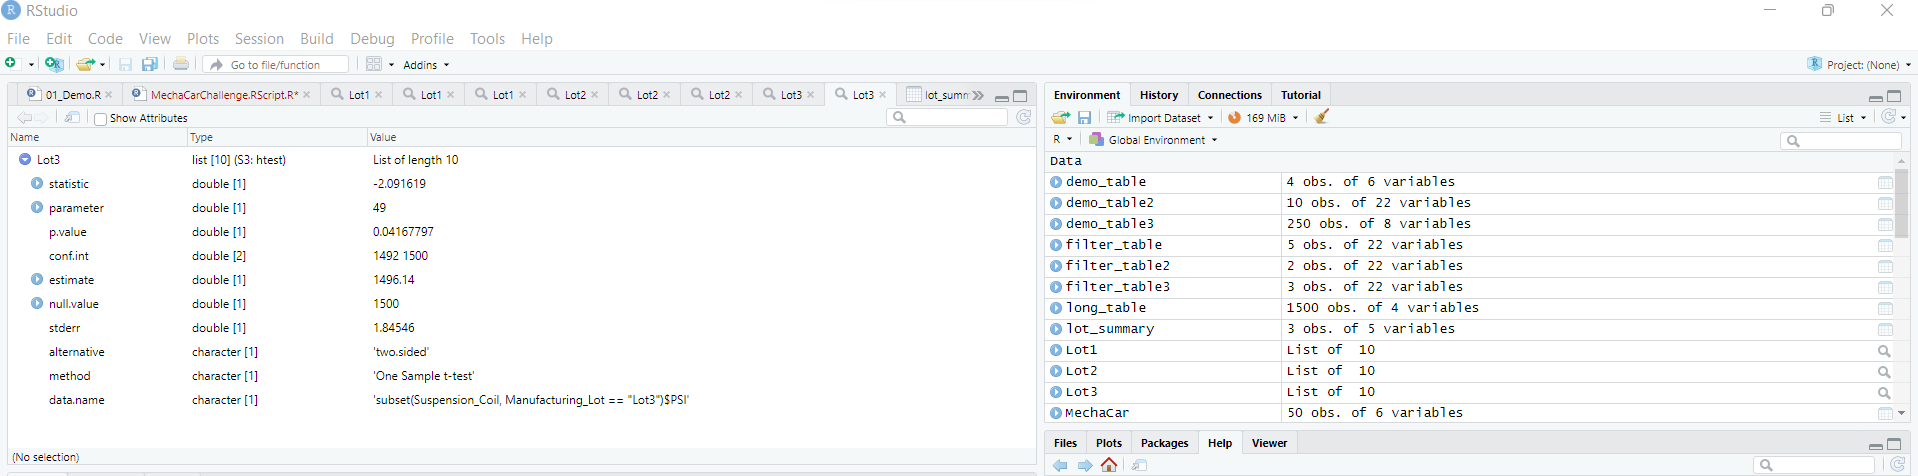 RStudio
File Edit Code View Plots Session Build Debug Profile Tools Help
Go to file/function Addins Project: (None)
01_Demo.R MechaCarChallenge.RScript.R* Lot1 Lot1 Lot1 Lot2 Lot2 Lot2 Lot3 Lot3 lot_summ
Show Attributes
Name Type Value
Lot3 list [10] (S3: htest) List of length 10
statistic double [1] -2.091619
parameter double [1] 49
p.value double [1] 0.04167797
conf.int double [2] 1492 1500
estimate double [1] 1496.14
null.value double [1] 1500
stderr double [1] 1.84546
alternative character [1] 'two.sided'
method character [1] 'One Sample t-test'
data.name character [1] 'subset(Suspension_Coil, Manufacturing_Lot == "Lot3")$PSI'
(No selection)
Environment History Connections Tutorial
Import Dataset 169 MiB List
R Global Environment
Data
demo_table 4 obs. of 6 variables
demo_table2 10 obs. of 22 variables
demo_table3 250 obs. of 8 variables
filter_table 5 obs. of 22 variables
filter_table2 2 obs. of 22 variables
filter_table3 3 obs. of 22 variables
long_table 1500 obs. of 4 variables
lot_summary 3 obs. of 5 variables
Lot1 List of 10
Lot2 List of 10
Lot3 List of 10
MechaCar 50 obs. of 6 variables
Files Plots Packages Help Viewer